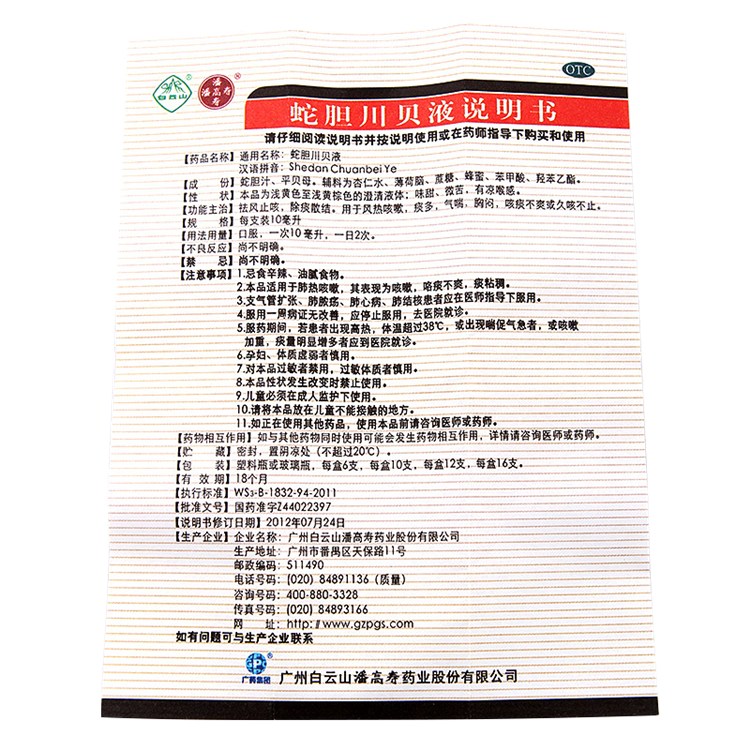 白云山
潘
潘高寿
寿
OTC
蛇胆川贝液说明书
请仔细阅读说明书并按说明使用或在药师指导下购买和使用
【药品名称】通用名称：蛇胆川贝液
汉语拼音：Shedan Chuanbei Ye
【成 份】蛇胆汁、平贝母。辅料为杏仁水、薄荷脑、蔗糖、蜂蜜、苯甲酸、羟苯乙酯。
【性 状】本品为浅黄色至浅黄棕色的澄清液体；味甜、微苦，有凉喉感。
【功能主治】祛风止咳，除痰散结。用于风热咳嗽，痰多，气喘，胸闷，咳痰不爽或久咳不止。
【规 格】每支装10毫升
【用法用量】口服，一次10毫升，一日2次。
【不良反应】尚不明确。
【禁 忌】尚不明确。
【注意事项】1.忌食辛辣、油腻食物。
2.本品适用于肺热咳嗽，其表现为咳嗽，咯痰不爽，痰粘稠。
3.支气管扩张、肺脓疡、肺心病、肺结核患者应在医师指导下服用。
4.服用一周病证无改善，应停止服用，去医院就诊。
5.服药期间，若患者出现高热，体温超过38℃，或出现喘促气急者，或咳嗽
加重，痰量明显增多者应到医院就诊。
6.孕妇、体质虚弱者慎用。
7.对本品过敏者禁用，过敏体质者慎用。
8.本品性状发生改变时禁止使用。
9.儿童必须在成人监护下使用。
10.请将本品放在儿童不能接触的地方。
11.如正在使用其他药品，使用本品前请咨询医师或药师。
【药物相互作用】如与其他药物同时使用可能会发生药物相互作用，详情请咨询医师或药师。
【贮 藏】密封，置阴凉处（不超过20℃）。
【包 装】塑料瓶或玻璃瓶，每盒6支，每盒10支，每盒12支，每盒16支。
【有 效 期】18个月
【执行标准】WS3-B-1832-94-2011
【批准文号】国药准字Z44022397
【说明书修订日期】2012年07月24日
【生产企业】企业名称：广州白云山潘高寿药业股份有限公司
生产地址：广州市番禺区天保路11号
邮政编码：511490
电话号码：(020) 84891136（质量）
咨询号码：400-880-3328
传真号码：(020) 84893166
网 址：http://www.gzpgs.com
如有问题可与生产企业联系
广药集团
广州白云山潘高寿药业股份有限公司